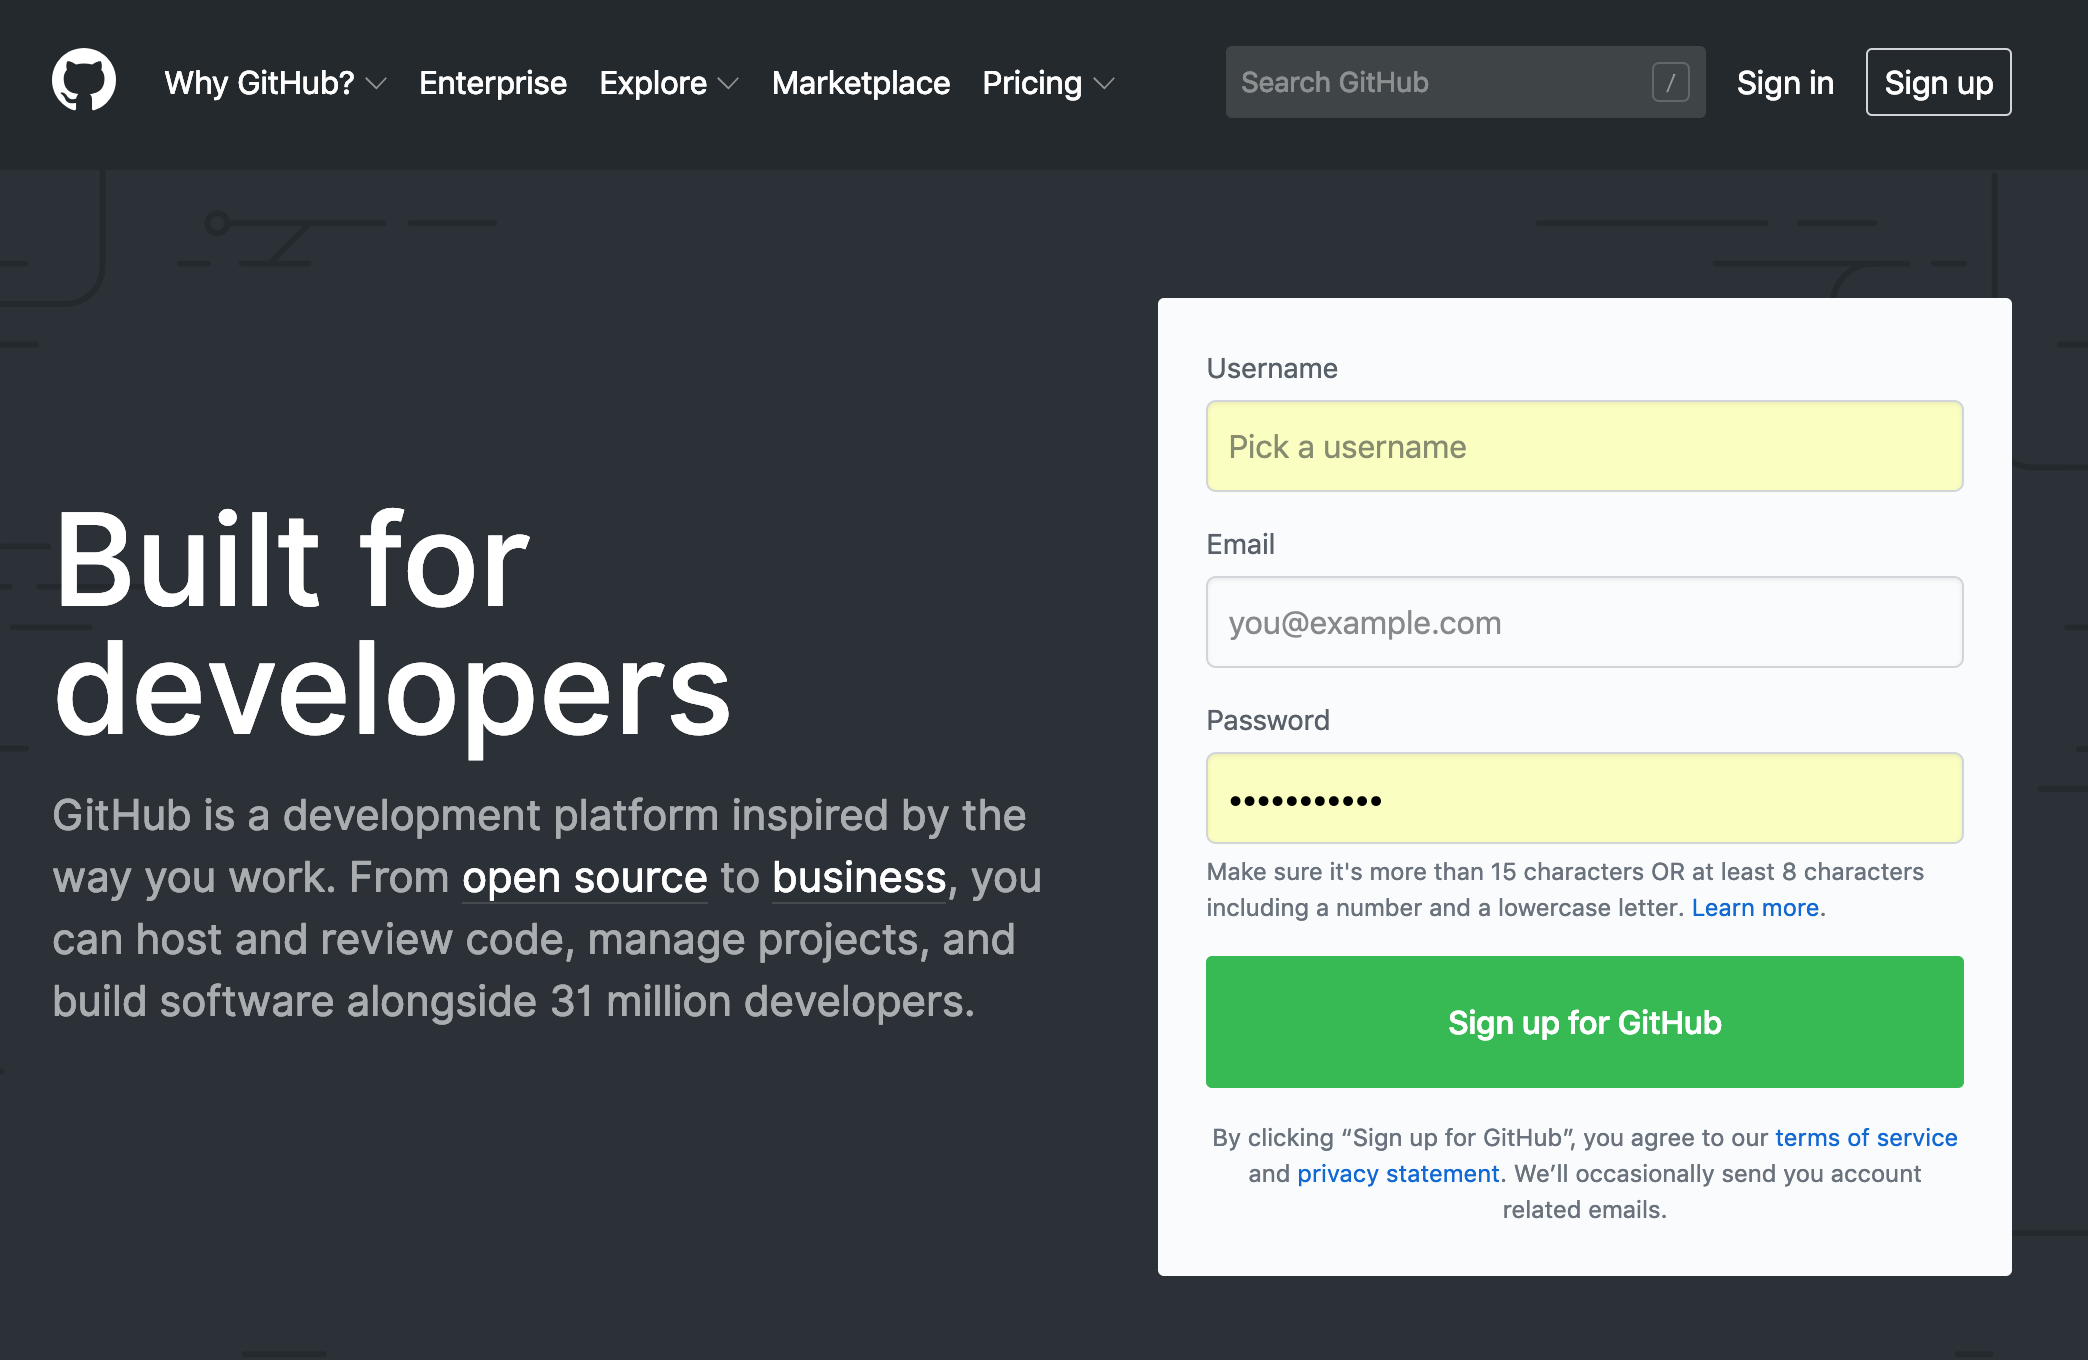 Why GitHub? Enterprise Explore Marketplace Pricing Search GitHub / Sign in Sign up
Built for
developers
GitHub is a development platform inspired by the
way you work. From open source to business, you
can host and review code, manage projects, and
build software alongside 31 million developers.
Username
Pick a username
Email
you@example.com
Password
•••••••••••
Make sure it's more than 15 characters OR at least 8 characters
including a number and a lowercase letter. Learn more.
Sign up for GitHub
By clicking “Sign up for GitHub”, you agree to our terms of service
and privacy statement. We’ll occasionally send you account
related emails.